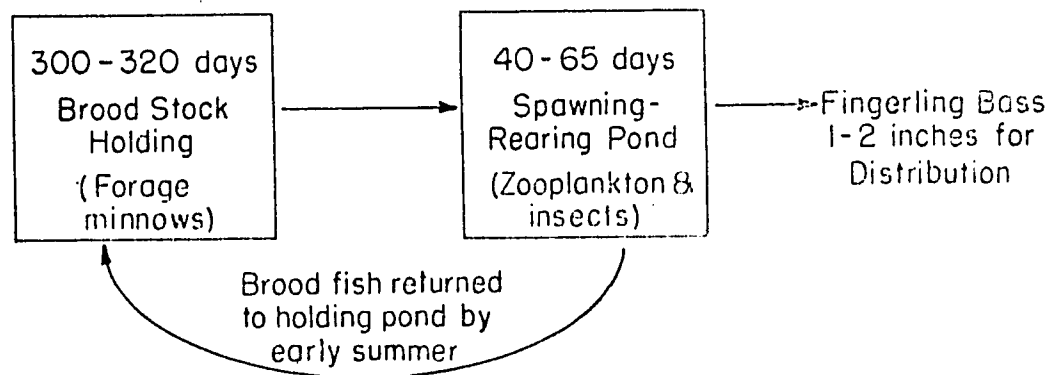 300-320 days
Brood Stock
Holding
(Forage
minnows)
40-65 days
Spawning-
Rearing Pond
(Zooplankton &
insects)
Fingerling Bass
1-2 inches for
Distribution
Brood fish returned
to holding pond by
early summer